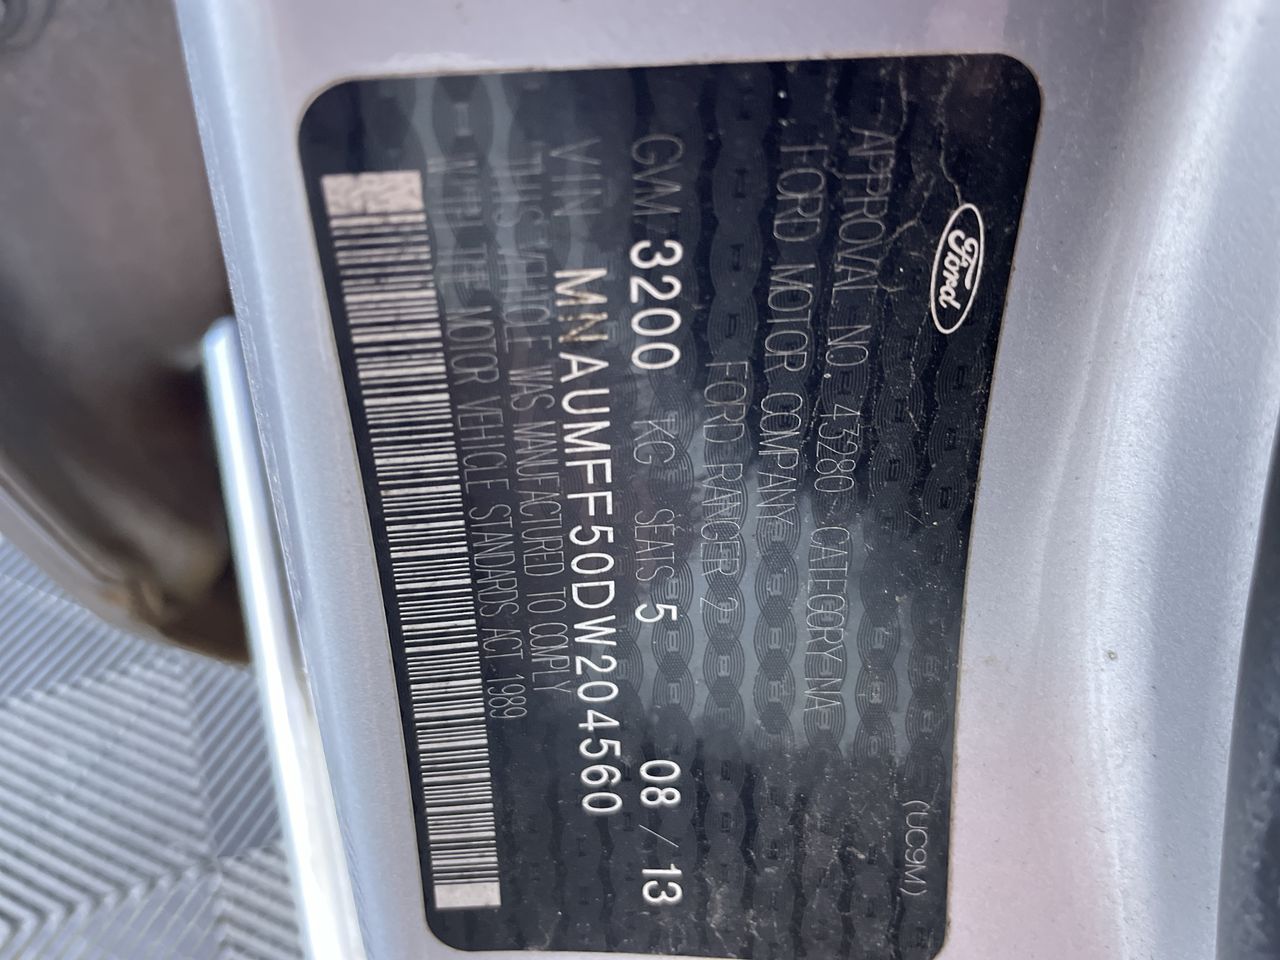 Ford
(UC9M)
APPROVAL NO. 43280 CATEGORY NA
FORD MOTOR COMPANY
FORD RANGER 2
GVM 3200 KG SEATS 5 08 / 13
VIN MNAUMFF50DW204560
THIS VEHICLE WAS MANUFACTURED TO COMPLY
WITH THE MOTOR VEHICLE STANDARDS ACT 1989